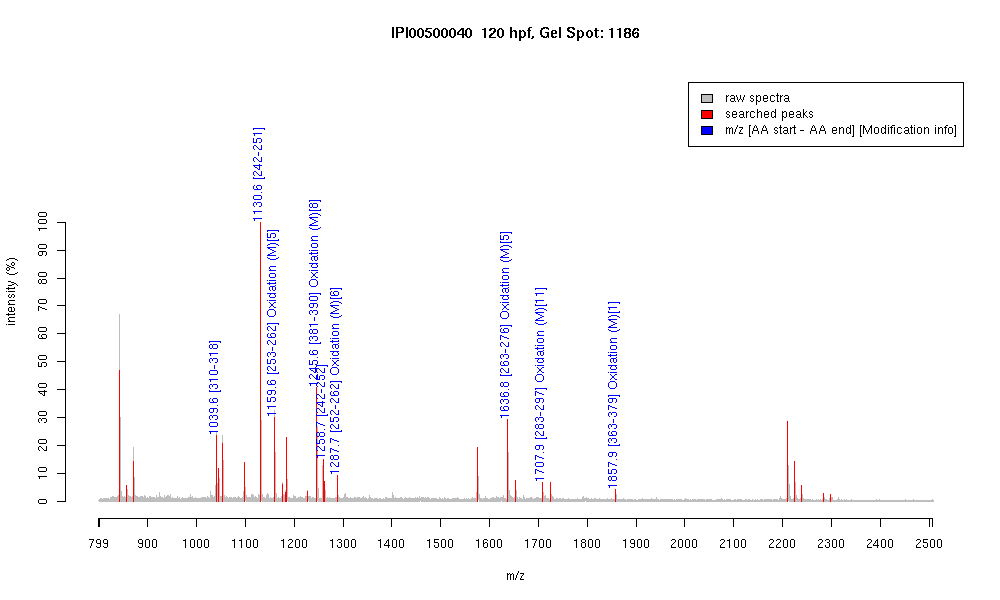 IPI00500040 120 hpf, Gel Spot: 1186
raw spectra
searched peaks
m/z [AA start - AA end] [Modification info]
intensity (%)
100
90
80
70
60
50
40
30
20
10
0
1039.6 [310-318]
1130.6 [242-251]
1159.6 [253-262] Oxidation (M)[5]
1245.6 [381-390] Oxidation (M)[8]
1258.7 [242-252]
1287.7 [252-262] Oxidation (M)[6]
1636.8 [263-276] Oxidation (M)[5]
1707.9 [283-297] Oxidation (M)[11]
1857.9 [363-379] Oxidation (M)[1]
799 900 1000 1100 1200 1300 1400 1500 1600 1700 1800 1900 2000 2100 2200 2300 2400 2500
m/z